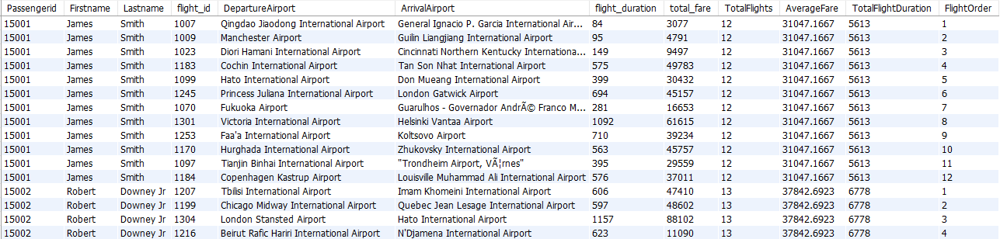 Passengerid Firstname Lastname flight_id DepartureAirport ArrivalAirport flight_duration total_fare TotalFlights AverageFare TotalFlightDuration FlightOrder
15001 James Smith 1007 Qingdao Jiaodong International Airport General Ignacio P. Garcia International Air... 84 3077 12 31047.1667 5613 1
15001 James Smith 1009 Manchester Airport Guilin Liangjiang International Airport 95 4791 12 31047.1667 5613 2
15001 James Smith 1023 Diori Hamani International Airport Cincinnati Northern Kentucky Internationa... 149 9497 12 31047.1667 5613 3
15001 James Smith 1183 Cochin International Airport Tan Son Nhat International Airport 575 49783 12 31047.1667 5613 4
15001 James Smith 1099 Hato International Airport Don Mueang International Airport 399 30432 12 31047.1667 5613 5
15001 James Smith 1245 Princess Juliana International Airport London Gatwick Airport 694 45157 12 31047.1667 5613 6
15001 James Smith 1070 Fukuoka Airport Guarulhos - Governador AndrÃ© Franco M... 281 16653 12 31047.1667 5613 7
15001 James Smith 1301 Victoria International Airport Helsinki Vantaa Airport 1092 61615 12 31047.1667 5613 8
15001 James Smith 1253 Faa'a International Airport Koltsovo Airport 710 39234 12 31047.1667 5613 9
15001 James Smith 1170 Hurghada International Airport Zhukovsky International Airport 563 45757 12 31047.1667 5613 10
15001 James Smith 1097 Tianjin Binhai International Airport "Trondheim Airport, VÃ¦rnes" 395 29559 12 31047.1667 5613 11
15001 James Smith 1184 Copenhagen Kastrup Airport Louisville Muhammad Ali International Airport 576 37011 12 31047.1667 5613 12
15002 Robert Downey Jr 1207 Tbilisi International Airport Imam Khomeini International Airport 606 47410 13 37842.6923 6778 1
15002 Robert Downey Jr 1199 Chicago Midway International Airport Quebec Jean Lesage International Airport 597 48602 13 37842.6923 6778 2
15002 Robert Downey Jr 1304 London Stansted Airport Hato International Airport 1157 88102 13 37842.6923 6778 3
15002 Robert Downey Jr 1216 Beirut Rafic Hariri International Airport N'Djamena International Airport 623 11090 13 37842.6923 6778 4